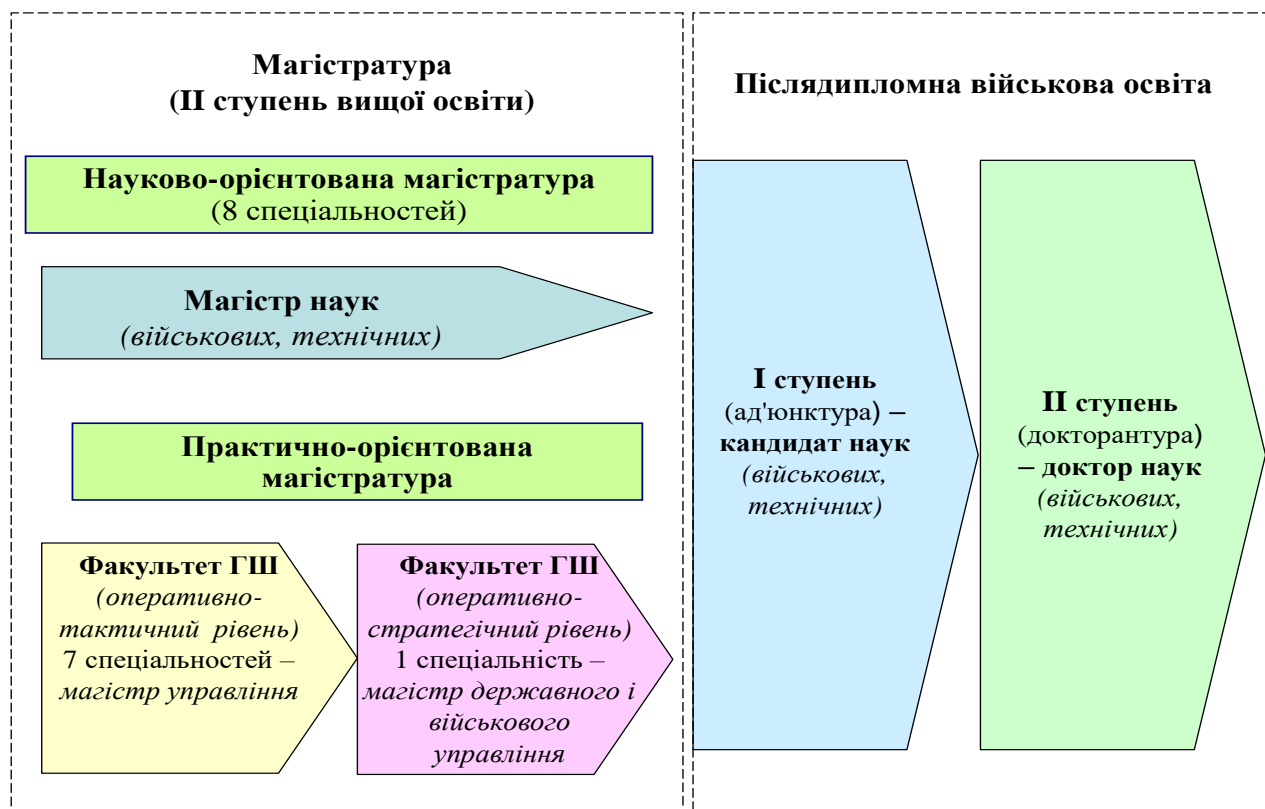 Магістратура
(ІІ ступень вищої освіти)
Науково-орієнтована магістратура
(8 спеціальностей)
Магістр наук
(військових, технічних)
Практично-орієнтована
магістратура
Факультет ГШ
(оперативно-
тактичний рівень)
7 спеціальностей –
магістр управління
Факультет ГШ
(оперативно-
стратегічний рівень)
1 спеціальність –
магістр державного і
військового
управління
Післядипломна військова освіта
І ступень
(ад'юнктура) –
кандидат наук
(військових,
технічних)
ІІ ступень
(докторантура)
– доктор наук
(військових,
технічних)